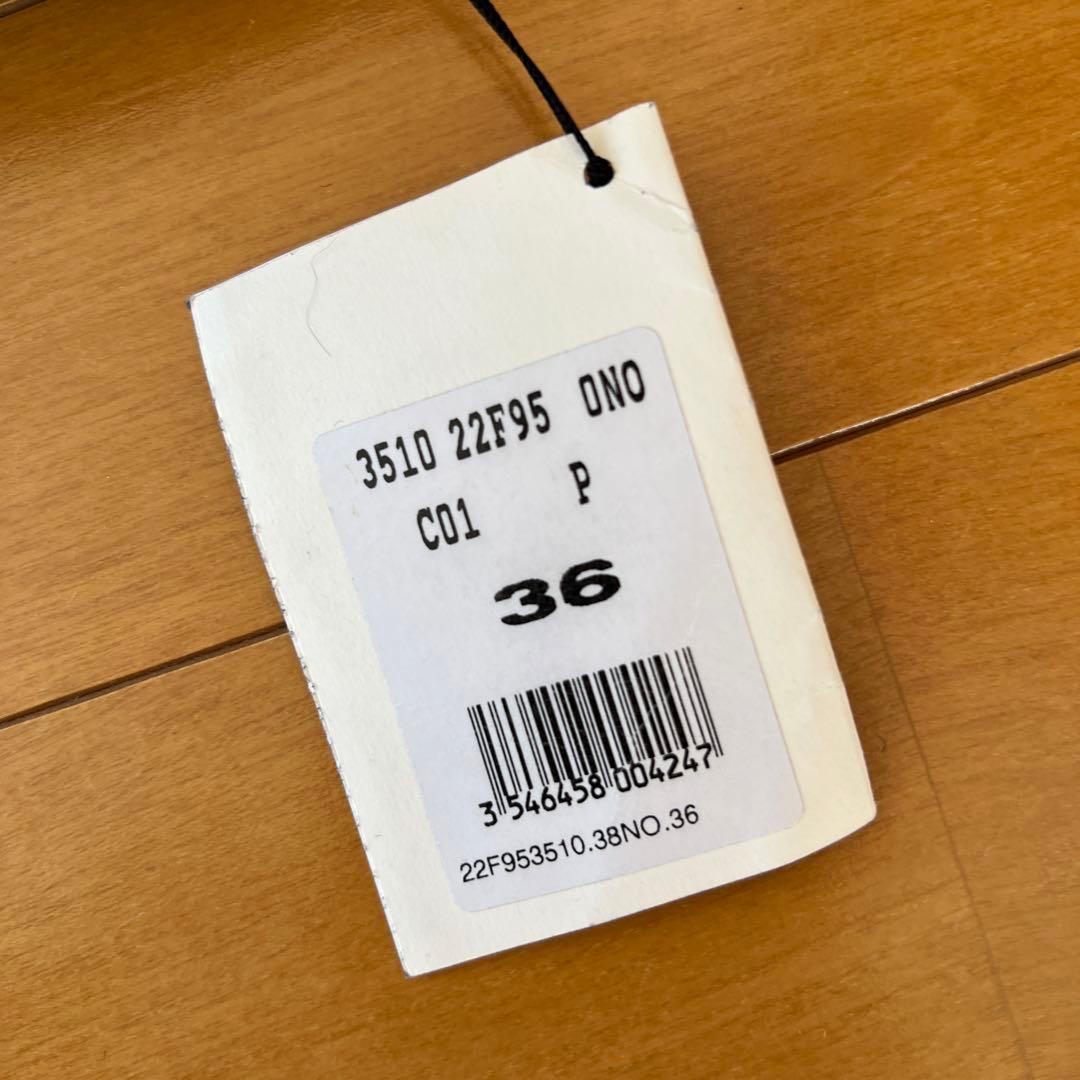 3510 22F95 0NO
C01 P
36
3 546458 004247
22F953510.38NO.36